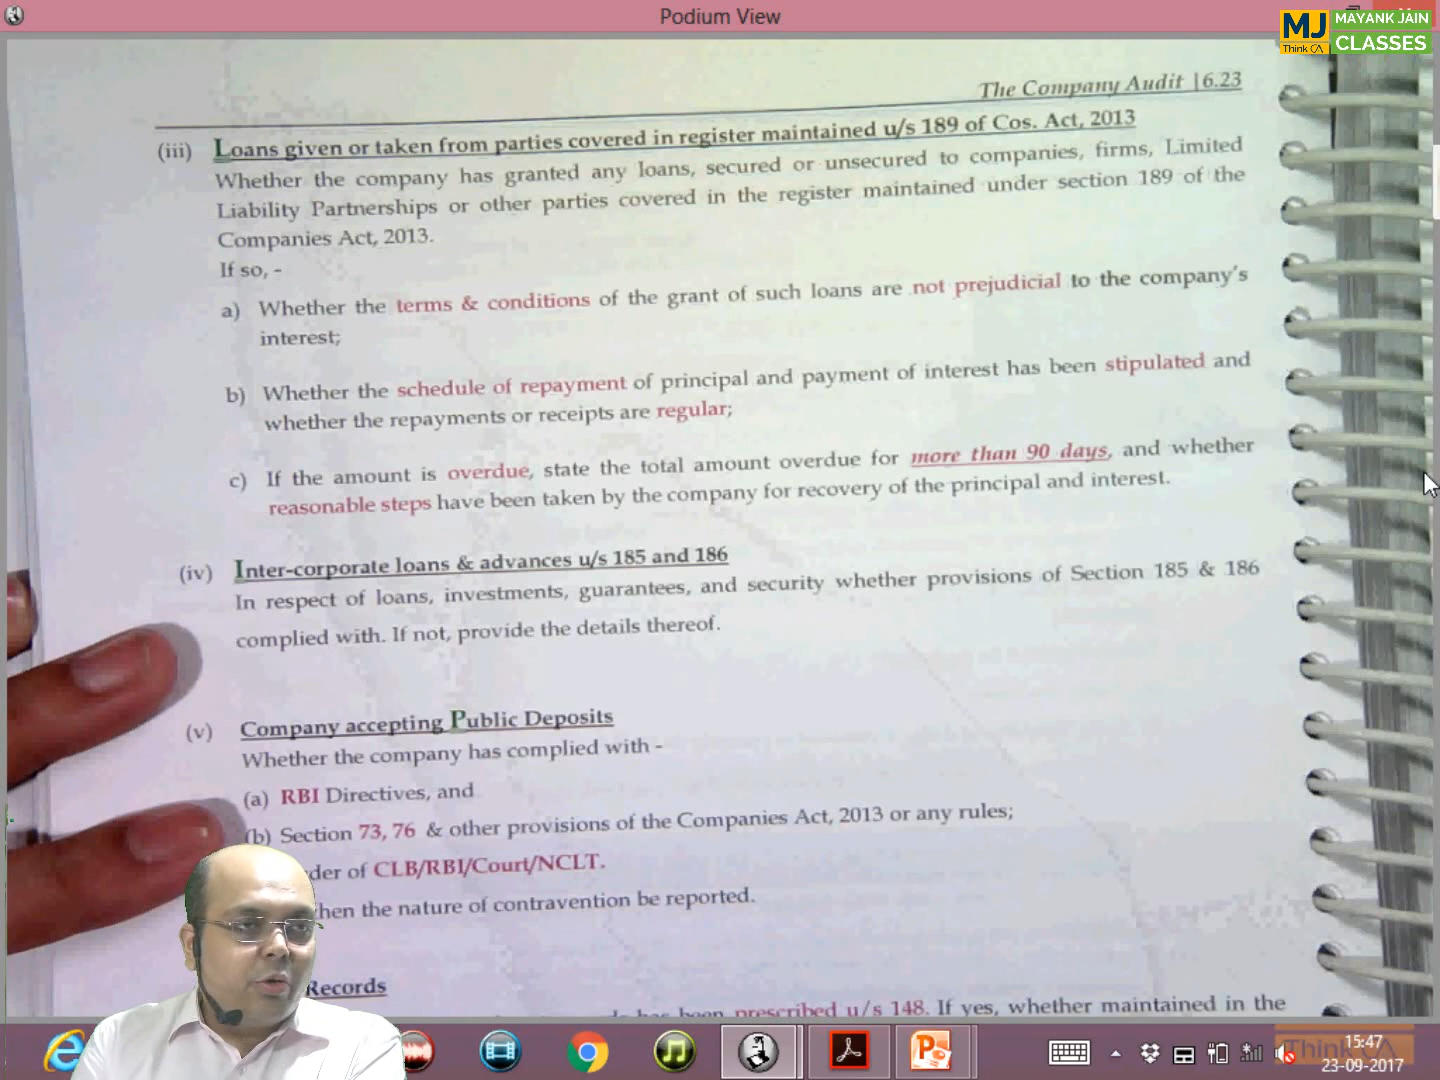 Podium View
MJ
Think CA
MAYANK JAIN
CLASSES
The Company Audit |6.23
(iii) Loans given or taken from parties covered in register maintained u/s 189 of Cos. Act, 2013
Whether the company has granted any loans, secured or unsecured to companies, firms, Limited
Liability Partnerships or other parties covered in the register maintained under section 189 of the
Companies Act, 2013.
If so, -
a) Whether the terms & conditions of the grant of such loans are not prejudicial to the company's
interest;
b) Whether the schedule of repayment of principal and payment of interest has been stipulated and
whether the repayments or receipts are regular;
c) If the amount is overdue, state the total amount overdue for more than 90 days, and whether
reasonable steps have been taken by the company for recovery of the principal and interest.
(iv) Inter-corporate loans & advances u/s 185 and 186
In respect of loans, investments, guarantees, and security whether provisions of Section 185 & 186
complied with. If not, provide the details thereof.
(v) Company accepting Public Deposits
Whether the company has complied with -
(a) RBI Directives, and
(b) Section 73, 76 & other provisions of the Companies Act, 2013 or any rules;
der of CLB/RBI/Court/NCLT.
hen the nature of contravention be reported.
Records
prescribed u/s 148. If yes, whether maintained in the
Think CA
15:47
23-09-2017